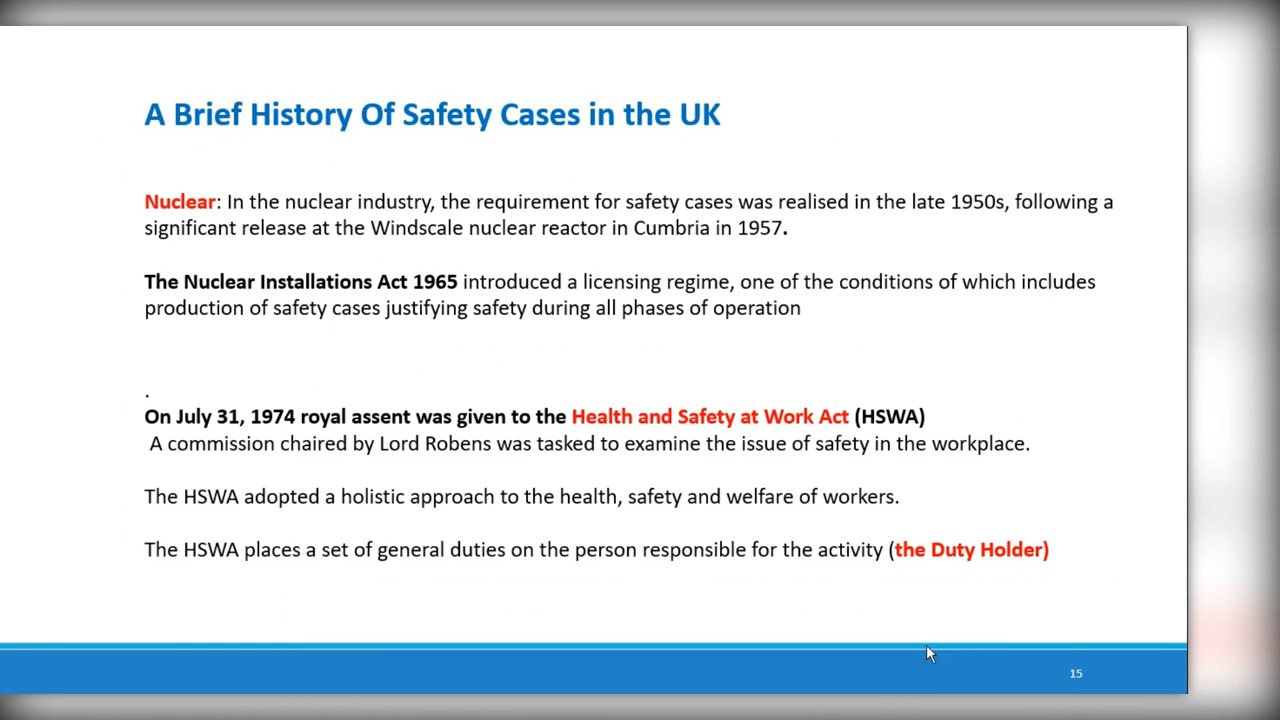 A Brief History Of Safety Cases in the UK
Nuclear: In the nuclear industry, the requirement for safety cases was realised in the late 1950s, following a
significant release at the Windscale nuclear reactor in Cumbria in 1957.
The Nuclear Installations Act 1965 introduced a licensing regime, one of the conditions of which includes
production of safety cases justifying safety during all phases of operation
.
On July 31, 1974 royal assent was given to the Health and Safety at Work Act (HSWA)
A commission chaired by Lord Robens was tasked to examine the issue of safety in the workplace.
The HSWA adopted a holistic approach to the health, safety and welfare of workers.
The HSWA places a set of general duties on the person responsible for the activity (the Duty Holder)
15